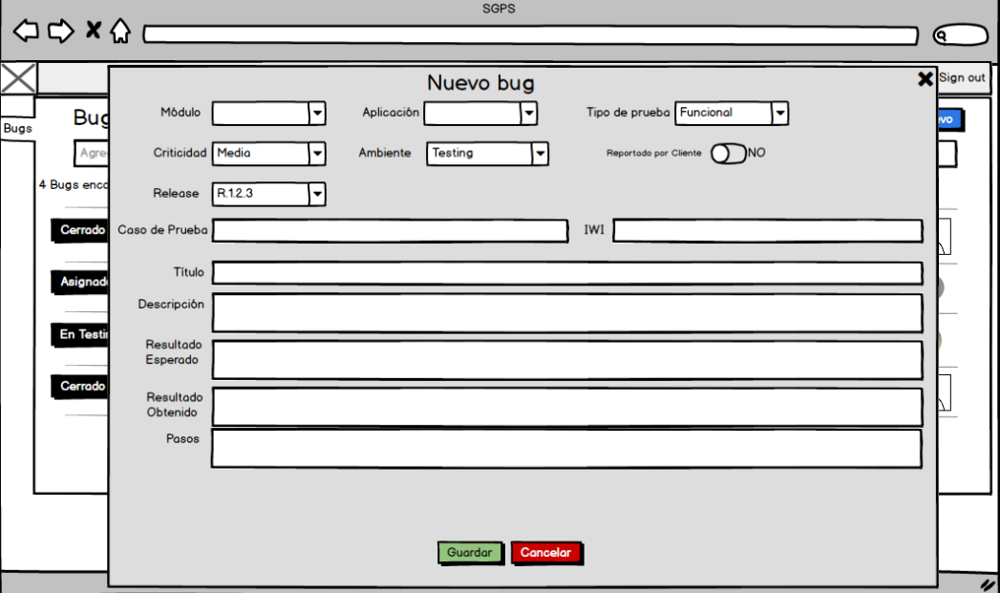 SGPS
Sign out
Nuevo bug
Bugs
Bug
Módulo
Aplicación
Tipo de prueba
Funcional
evo
Agre
Criticidad
Media
Ambiente
Testing
Reportado por Cliente
NO
4 Bugs enco
Release
R.1.2.3
Cerrado
Caso de Prueba
IWI
Título
Asignad
Descripción
En Testin
Resultado
Esperado
Cerrado
Resultado
Obtenido
Pasos
Guardar
Cancelar